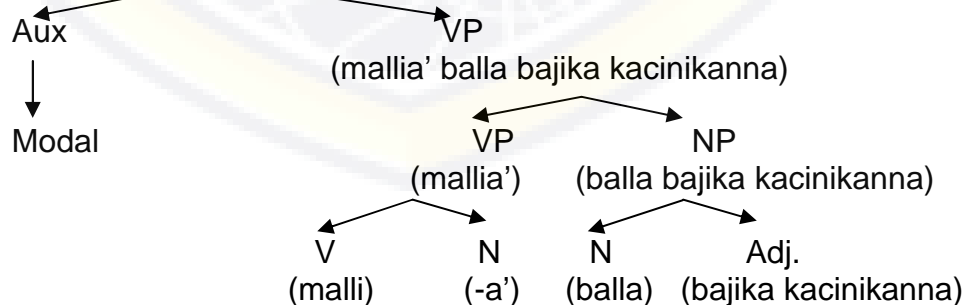 Aux VP
(mallia’ balla bajika kacinikanna)
Modal VP NP
(mallia’) (balla bajika kacinikanna)
V N N Adj.
(malli) (-a’) (balla) (bajika kacinikanna)